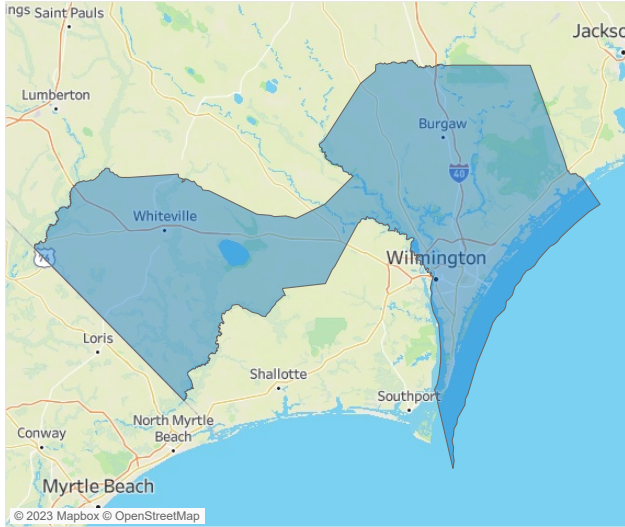 ngs
Saint Pauls
Jackso
Lumberton
Burgaw
40
Whiteville
76
Wilmington
Loris
Shallotte
Southport
North Myrtle
Beach
Conway
Myrtle Beach
© 2023 Mapbox © OpenStreetMap